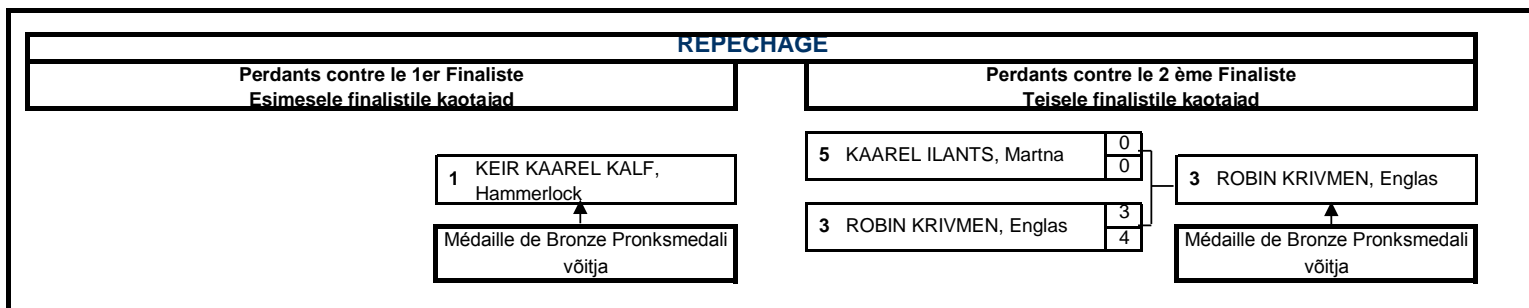 REPECHAGE
Perdants contre le 1er Finaliste
Esimesele finalistile kaotajad
Perdants contre le 2 ème Finaliste
Teisele finalistile kaotajad
1 KEIR KAAREL KALF,
Hammerlock
Médaille de Bronze Pronksmedali
võitja
5 KAAREL ILANTS, Martna
0
0
3 ROBIN KRIVMEN, Englas
3
4
3 ROBIN KRIVMEN, Englas
Médaille de Bronze Pronksmedali
võitja